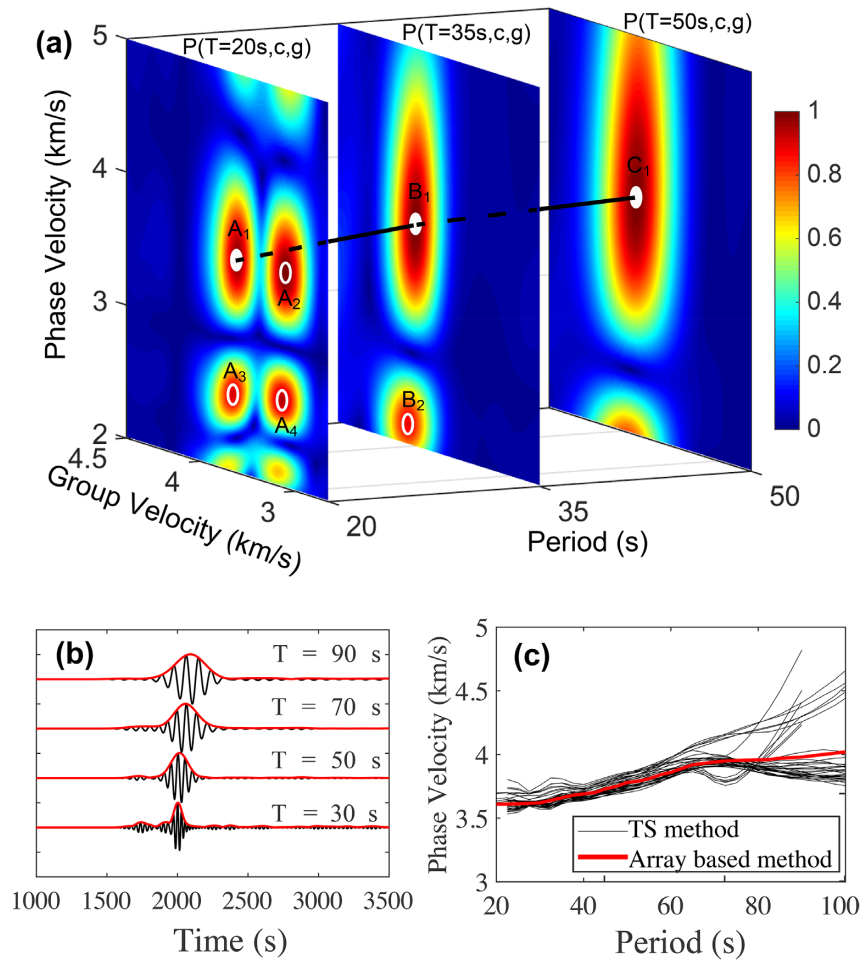 (a)
P(T=20s,c,g)
P(T=35s,c,g)
P(T=50s,c,g)
Phase Velocity (km/s)
5
4
3
2
A1
A2
A3
A4
B1
B2
C1
1
0.8
0.6
0.4
0.2
0
4.5
4
3
Group Velocity (km/s)
20
35
50
Period (s)
(b)
T = 90 s
T = 70 s
T = 50 s
T = 30 s
1000 1500 2000 2500 3000 3500
Time (s)
(c)
Phase Velocity (km/s)
5
4.5
4
3.5
3
TS method
Array based method
20 40 60 80 100
Period (s)